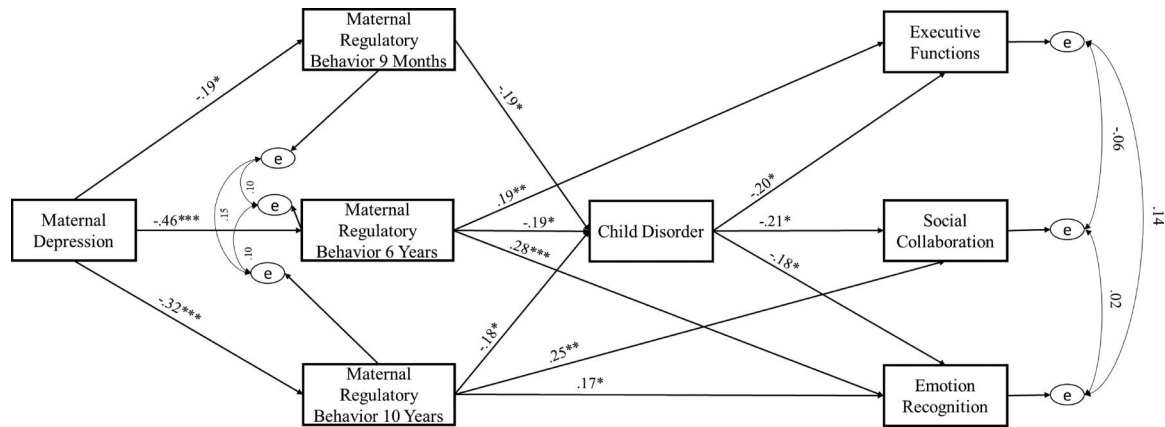 Maternal
Regulatory
Behavior 9 Months
Executive
Functions
e
-.19*
-.19*
-.06
e
.10
.15
.19**
-.20*
.14
e
Maternal
Depression
-.46***
Maternal
Regulatory
Behavior 6 Years
-.19*
Child Disorder
-.21*
Social
Collaboration
e
.10
.28***
-.18*
e
.02
-.32***
-.18*
.25**
Maternal
Regulatory
Behavior 10 Years
.17*
Emotion
Recognition
e